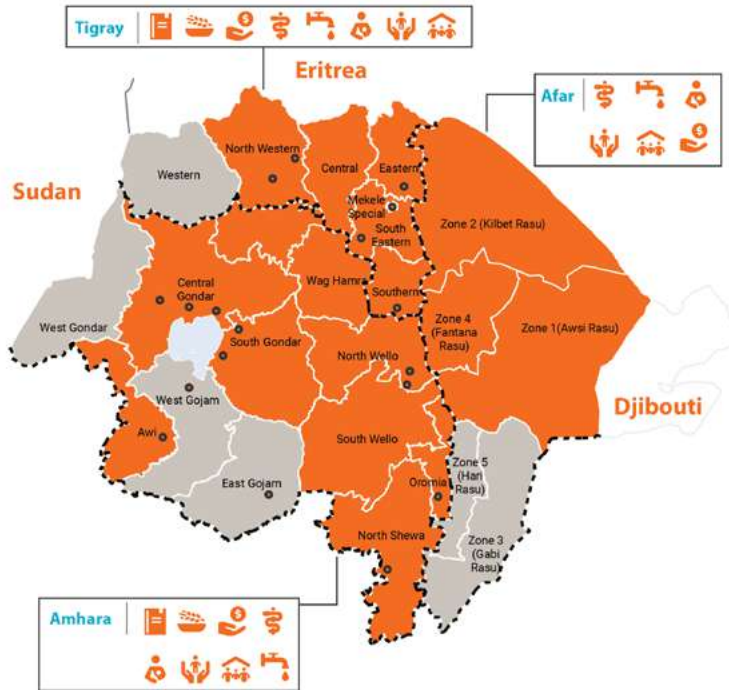 Tigray
Eritrea
Afar
Sudan
Western
North Western
Central
Eastern
Mekele
Special
South
Eastern
Zone 2 (Kilbet Rasu)
Central
Gondar
Wag Hamra
Southern
West Gondar
South Gondar
North Wello
Zone 4
(Fantana
Rasu)
Zone 1(Awsi Rasu)
Djibouti
West Gojam
Awi
South Wello
East Gojam
Oromia
Zone 5
(Hari
Rasu)
North Shewa
Zone 3
(Gabi
Rasu)
Amhara